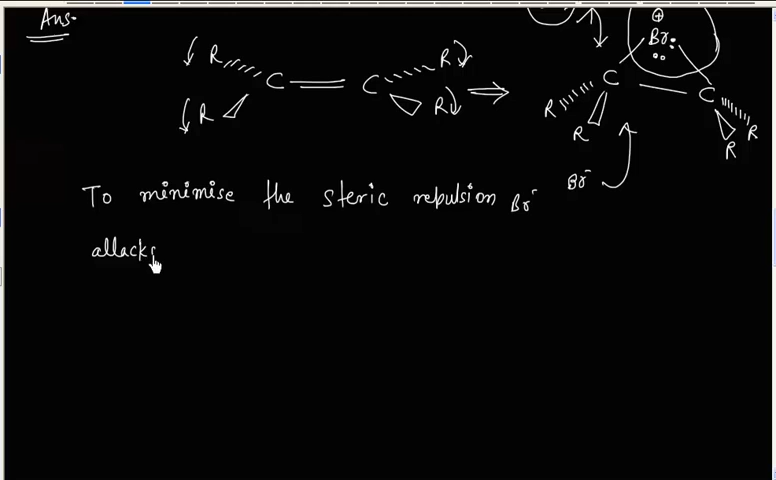 Ans-
⊕
R R Br:
C = C C
R R R C
R R R
Br⁻
To minimise the steric repulsion Br⁻
attacks